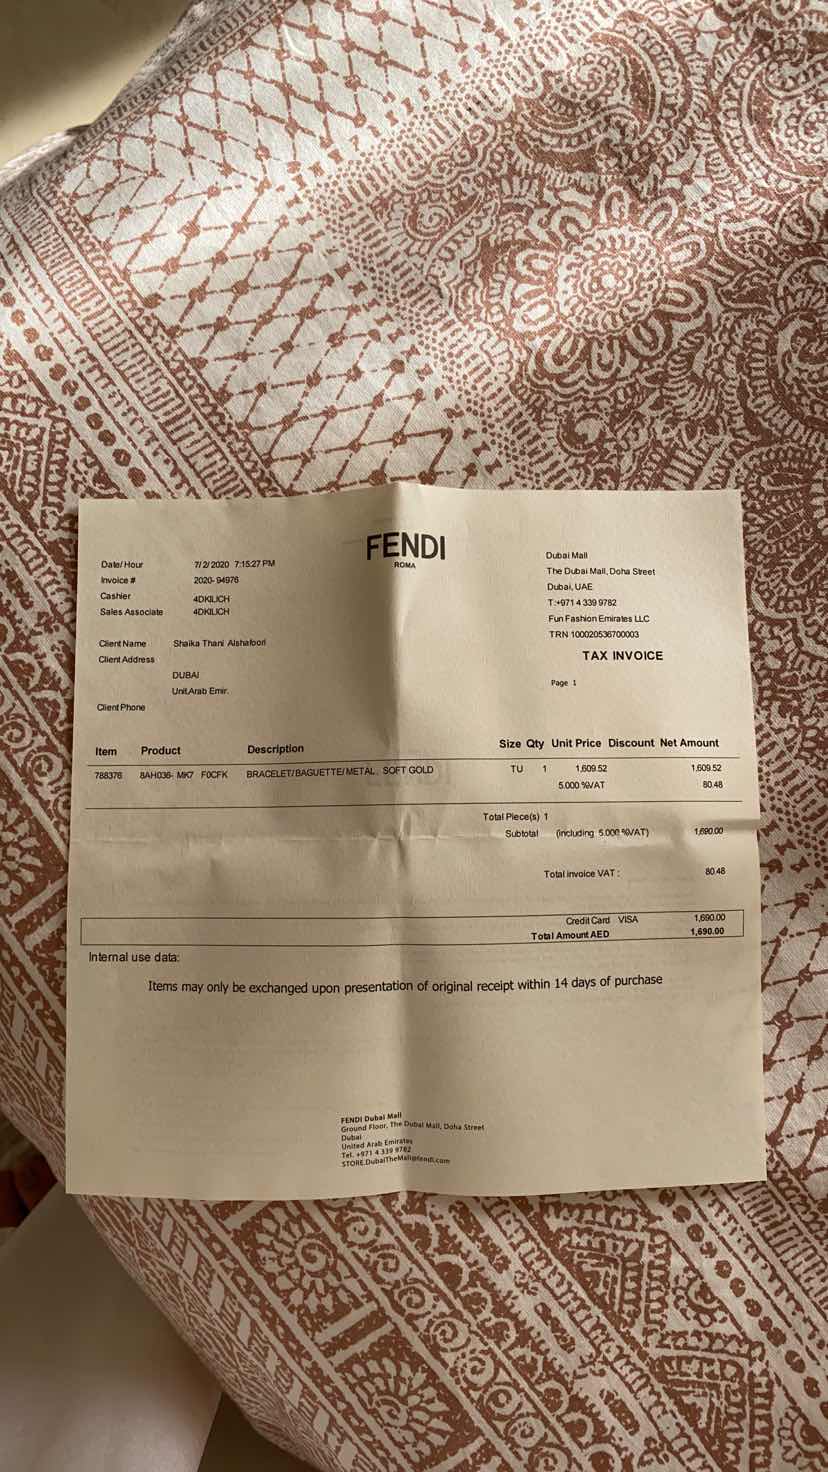 FENDI
ROMA
Date/Hour 7/2/2020 7:15:27 PM
Invoice # 2020-94976
Cashier 4DKILICH
Sales Associate 4DKILICH
Client Name Shaika Thani Alshafoori
Client Address
DUBAI
Unit.Arab Emir.
Client Phone
Dubai Mall
The Dubai Mall, Doha Street
Dubai, UAE
T:+971 4 339 9782
Fun Fashion Emirates LLC
TRN 100020536700003
TAX INVOICE
Page 1
Item Product Description Size Qty Unit Price Discount Net Amount
788376 8AH036-MK7 F0CFK BRACELET/BAGUETTE/METAL, SOFT GOLD TU 1 1,609.52 1,609.52
5.000 %VAT 80.48
Total Piece(s) 1
Subtotal (including 5.000 %VAT) 1,690.00
Total invoice VAT : 80.48
Credit Card VISA 1,690.00
Total Amount AED 1,690.00
Internal use data:
Items may only be exchanged upon presentation of original receipt within 14 days of purchase
FENDI Dubai Mall
Ground Floor, The Dubai Mall, Doha Street
Dubai
United Arab Emirates
Tel. +971 4 339 9782
STORE.DubaiTheMall@fendi.com